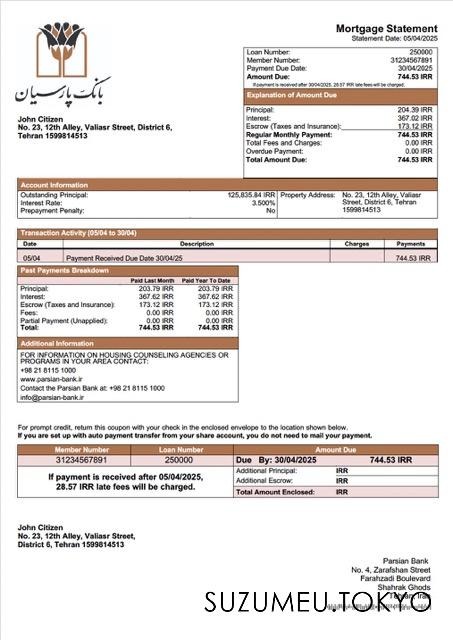 Mortgage Statement
Statement Date: 05/04/2025
بانک پارسیان
John Citizen
No. 23, 12th Alley, Valiasr Street, District 6,
Tehran 1599814513
Loan Number: 250000
Member Number: 31234567891
Payment Due Date: 30/04/2025
Amount Due: 744.53 IRR
If payment is received after 30/04/2025, 28.57 IRR late fees will be charged.
Explanation of Amount Due
Principal: 204.39 IRR
Interest: 367.02 IRR
Escrow (Taxes and Insurance): 173.12 IRR
Regular Monthly Payment: 744.53 IRR
Total Fees and Charges: 0.00 IRR
Overdue Payment: 0.00 IRR
Total Amount Due: 744.53 IRR
Account Information
Outstanding Principal: 125,835.84 IRR
Interest Rate: 3.500%
Prepayment Penalty: No
Property Address: No. 23, 12th Alley, Valiasr
Street, District 6, Tehran
1599814513
Transaction Activity (05/04 to 30/04)
Date Description Charges Payments
05/04 Payment Received Due Date 30/04/25 744.53 IRR
Past Payments Breakdown
Paid Last Month Paid Year To Date
Principal: 203.79 IRR 203.79 IRR
Interest: 367.62 IRR 367.62 IRR
Escrow (Taxes and Insurance): 173.12 IRR 173.12 IRR
Fees: 0.00 IRR 0.00 IRR
Partial Payment (Unapplied): 0.00 IRR 0.00 IRR
Total: 744.53 IRR 744.53 IRR
Additional Information
FOR INFORMATION ON HOUSING COUNSELING AGENCIES OR
PROGRAMS IN YOUR AREA CONTACT:
+98 21 8115 1000
www.parsian-bank.ir
Contact the Parsian Bank at: +98 21 8115 1000
info@parsian-bank.ir
For prompt credit, return this coupon with your check in the enclosed envelope to the location shown below.
If you are set up with auto payment transfer from your share account, you do not need to mail your payment.
Member Number Loan Number Amount Due
31234567891 250000 Due By: 30/04/2025 744.53 IRR
If payment is received after 05/04/2025,
28.57 IRR late fees will be charged.
Additional Principal: IRR
Additional Escrow: IRR
Total Amount Enclosed: IRR
John Citizen
No. 23, 12th Alley, Valiasr Street,
District 6, Tehran 1599814513
Parsian Bank
No. 4, Zarafshan Street
Farahzadi Boulevard
Shahrak Ghods
Tehran, Iran
SUZUMEU.TOKYO